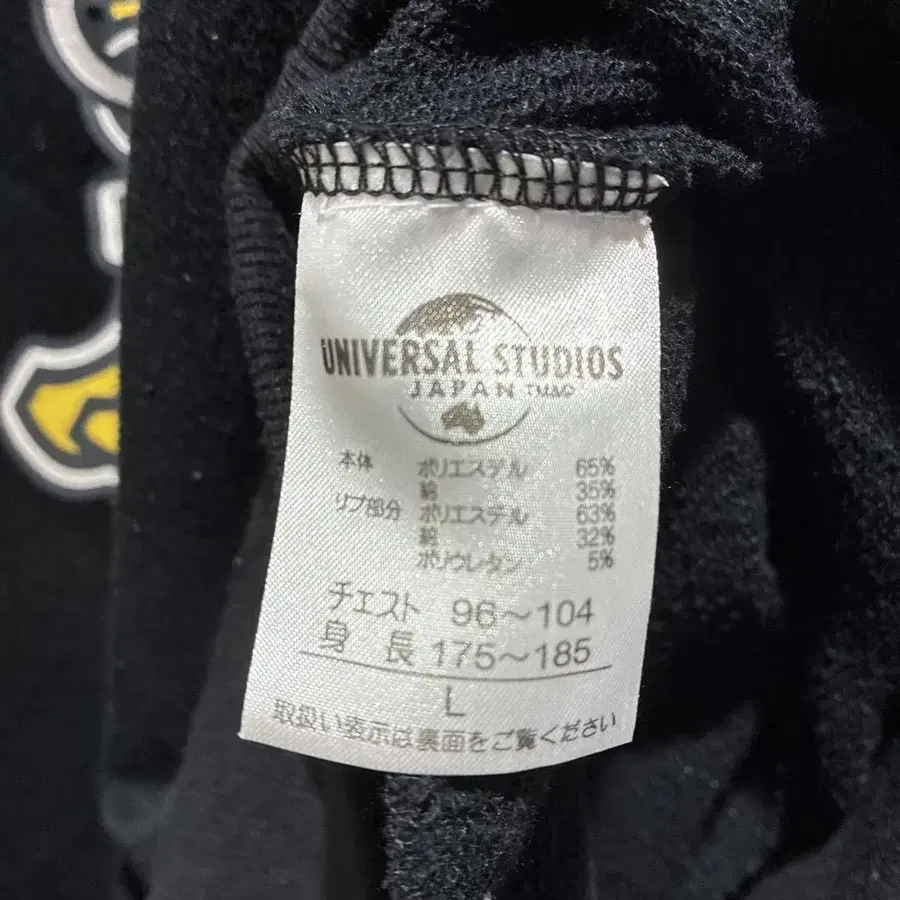 UNIVERSAL STUDIOS
JAPAN TM&©
本体 ポリエステル 65%
綿 35%
リブ部分 ポリエステル 63%
綿 32%
ポリウレタン 5%
チェスト 96〜104
身長 175〜185
L
取扱い表示は裏面をご覧ください